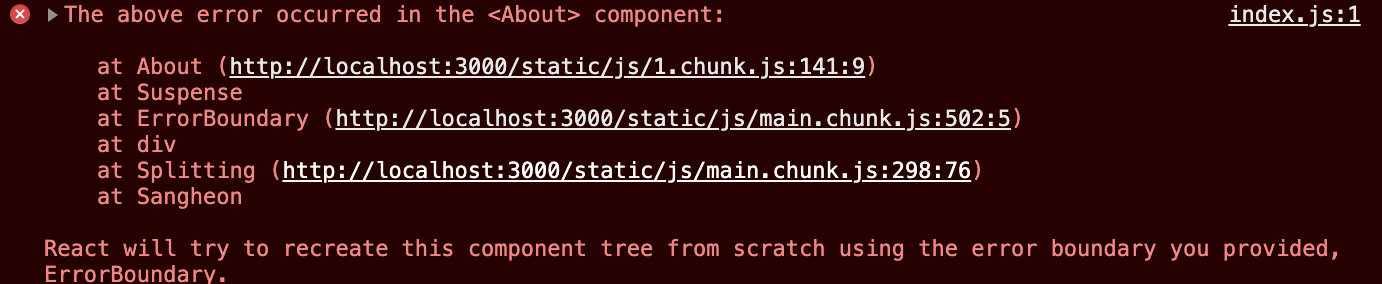 The above error occurred in the <About> component: index.js:1
at About (http://localhost:3000/static/js/1.chunk.js:141:9)
at Suspense
at ErrorBoundary (http://localhost:3000/static/js/main.chunk.js:502:5)
at div
at Splitting (http://localhost:3000/static/js/main.chunk.js:298:76)
at Sangheon
React will try to recreate this component tree from scratch using the error boundary you provided,
ErrorBoundary.